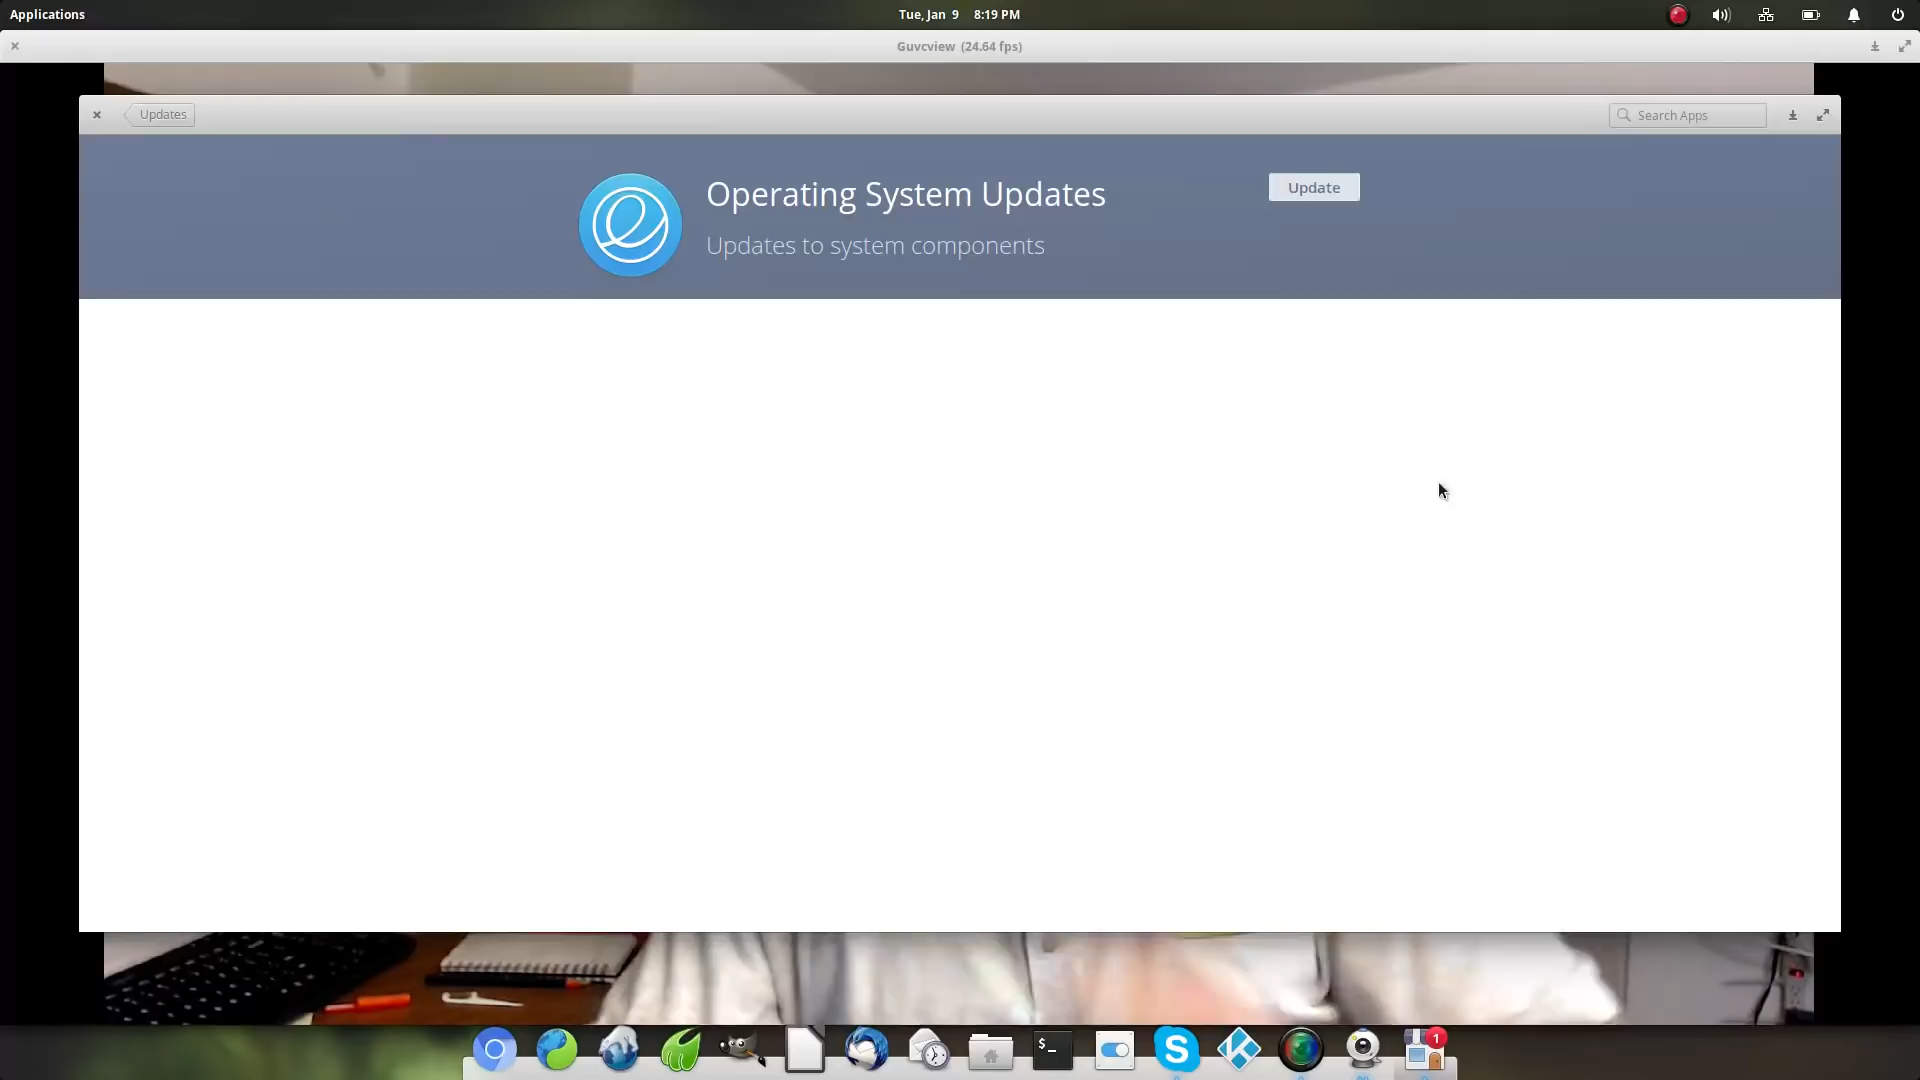 Applications
Tue, Jan 9 8:19 PM
Guvcview (24.64 fps)
Updates
Search Apps
Operating System Updates
Update
Updates to system components
$_
S
1